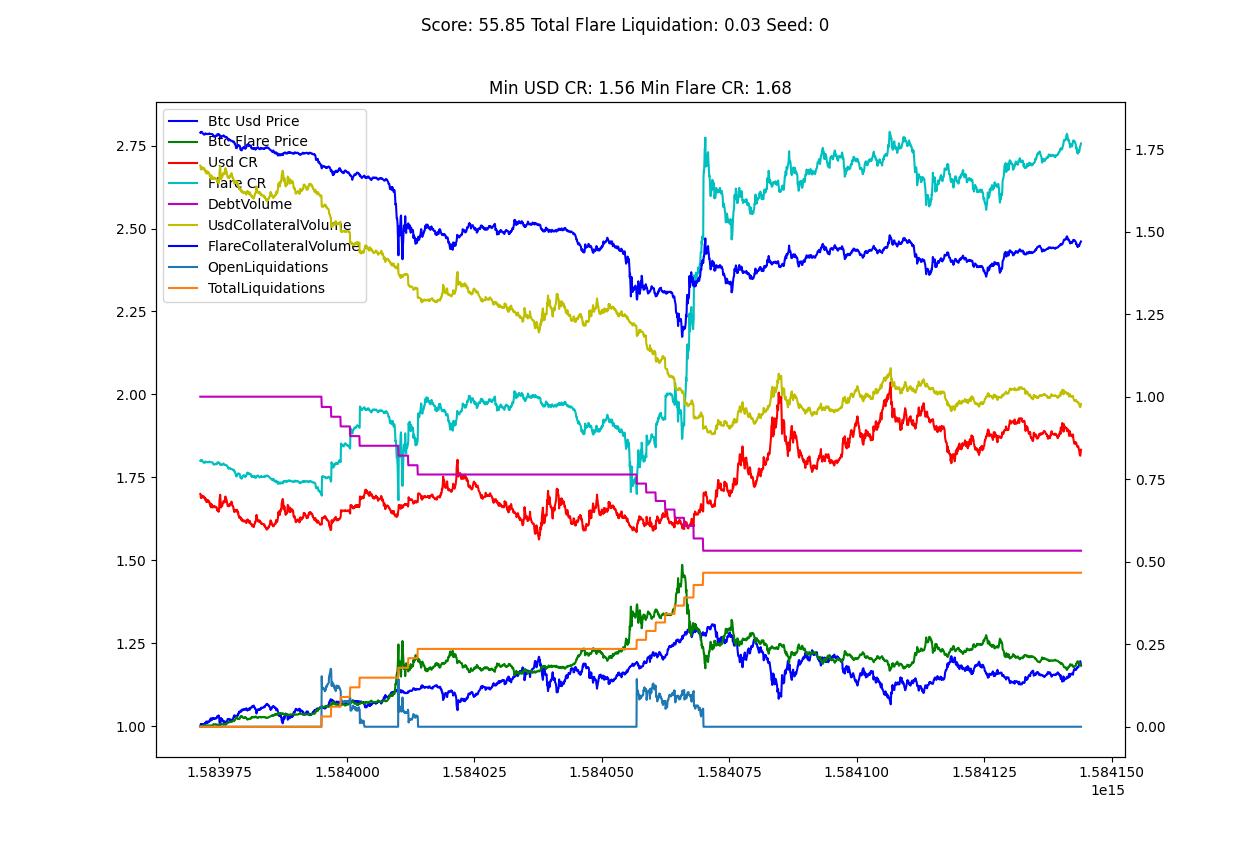 Score: 55.85 Total Flare Liquidation: 0.03 Seed: 0
Min USD CR: 1.56 Min Flare CR: 1.68
Btc Usd Price
Btc Flare Price
Usd CR
Flare CR
DebtVolume
UsdCollateralVolume
FlareCollateralVolume
OpenLiquidations
TotalLiquidations
2.75
2.50
2.25
2.00
1.75
1.50
1.25
1.00
1.75
1.50
1.25
1.00
0.75
0.50
0.25
0.00
1.583975 1.584000 1.584025 1.584050 1.584075 1.584100 1.584125 1.584150
1e15